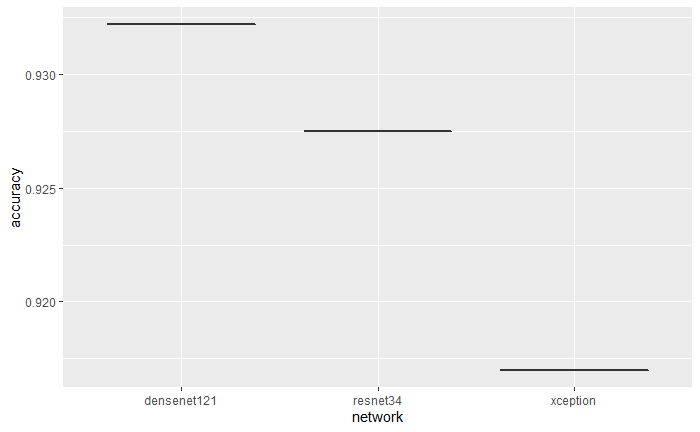 0.930
0.925
0.920
accuracy
densenet121
resnet34
xception
network